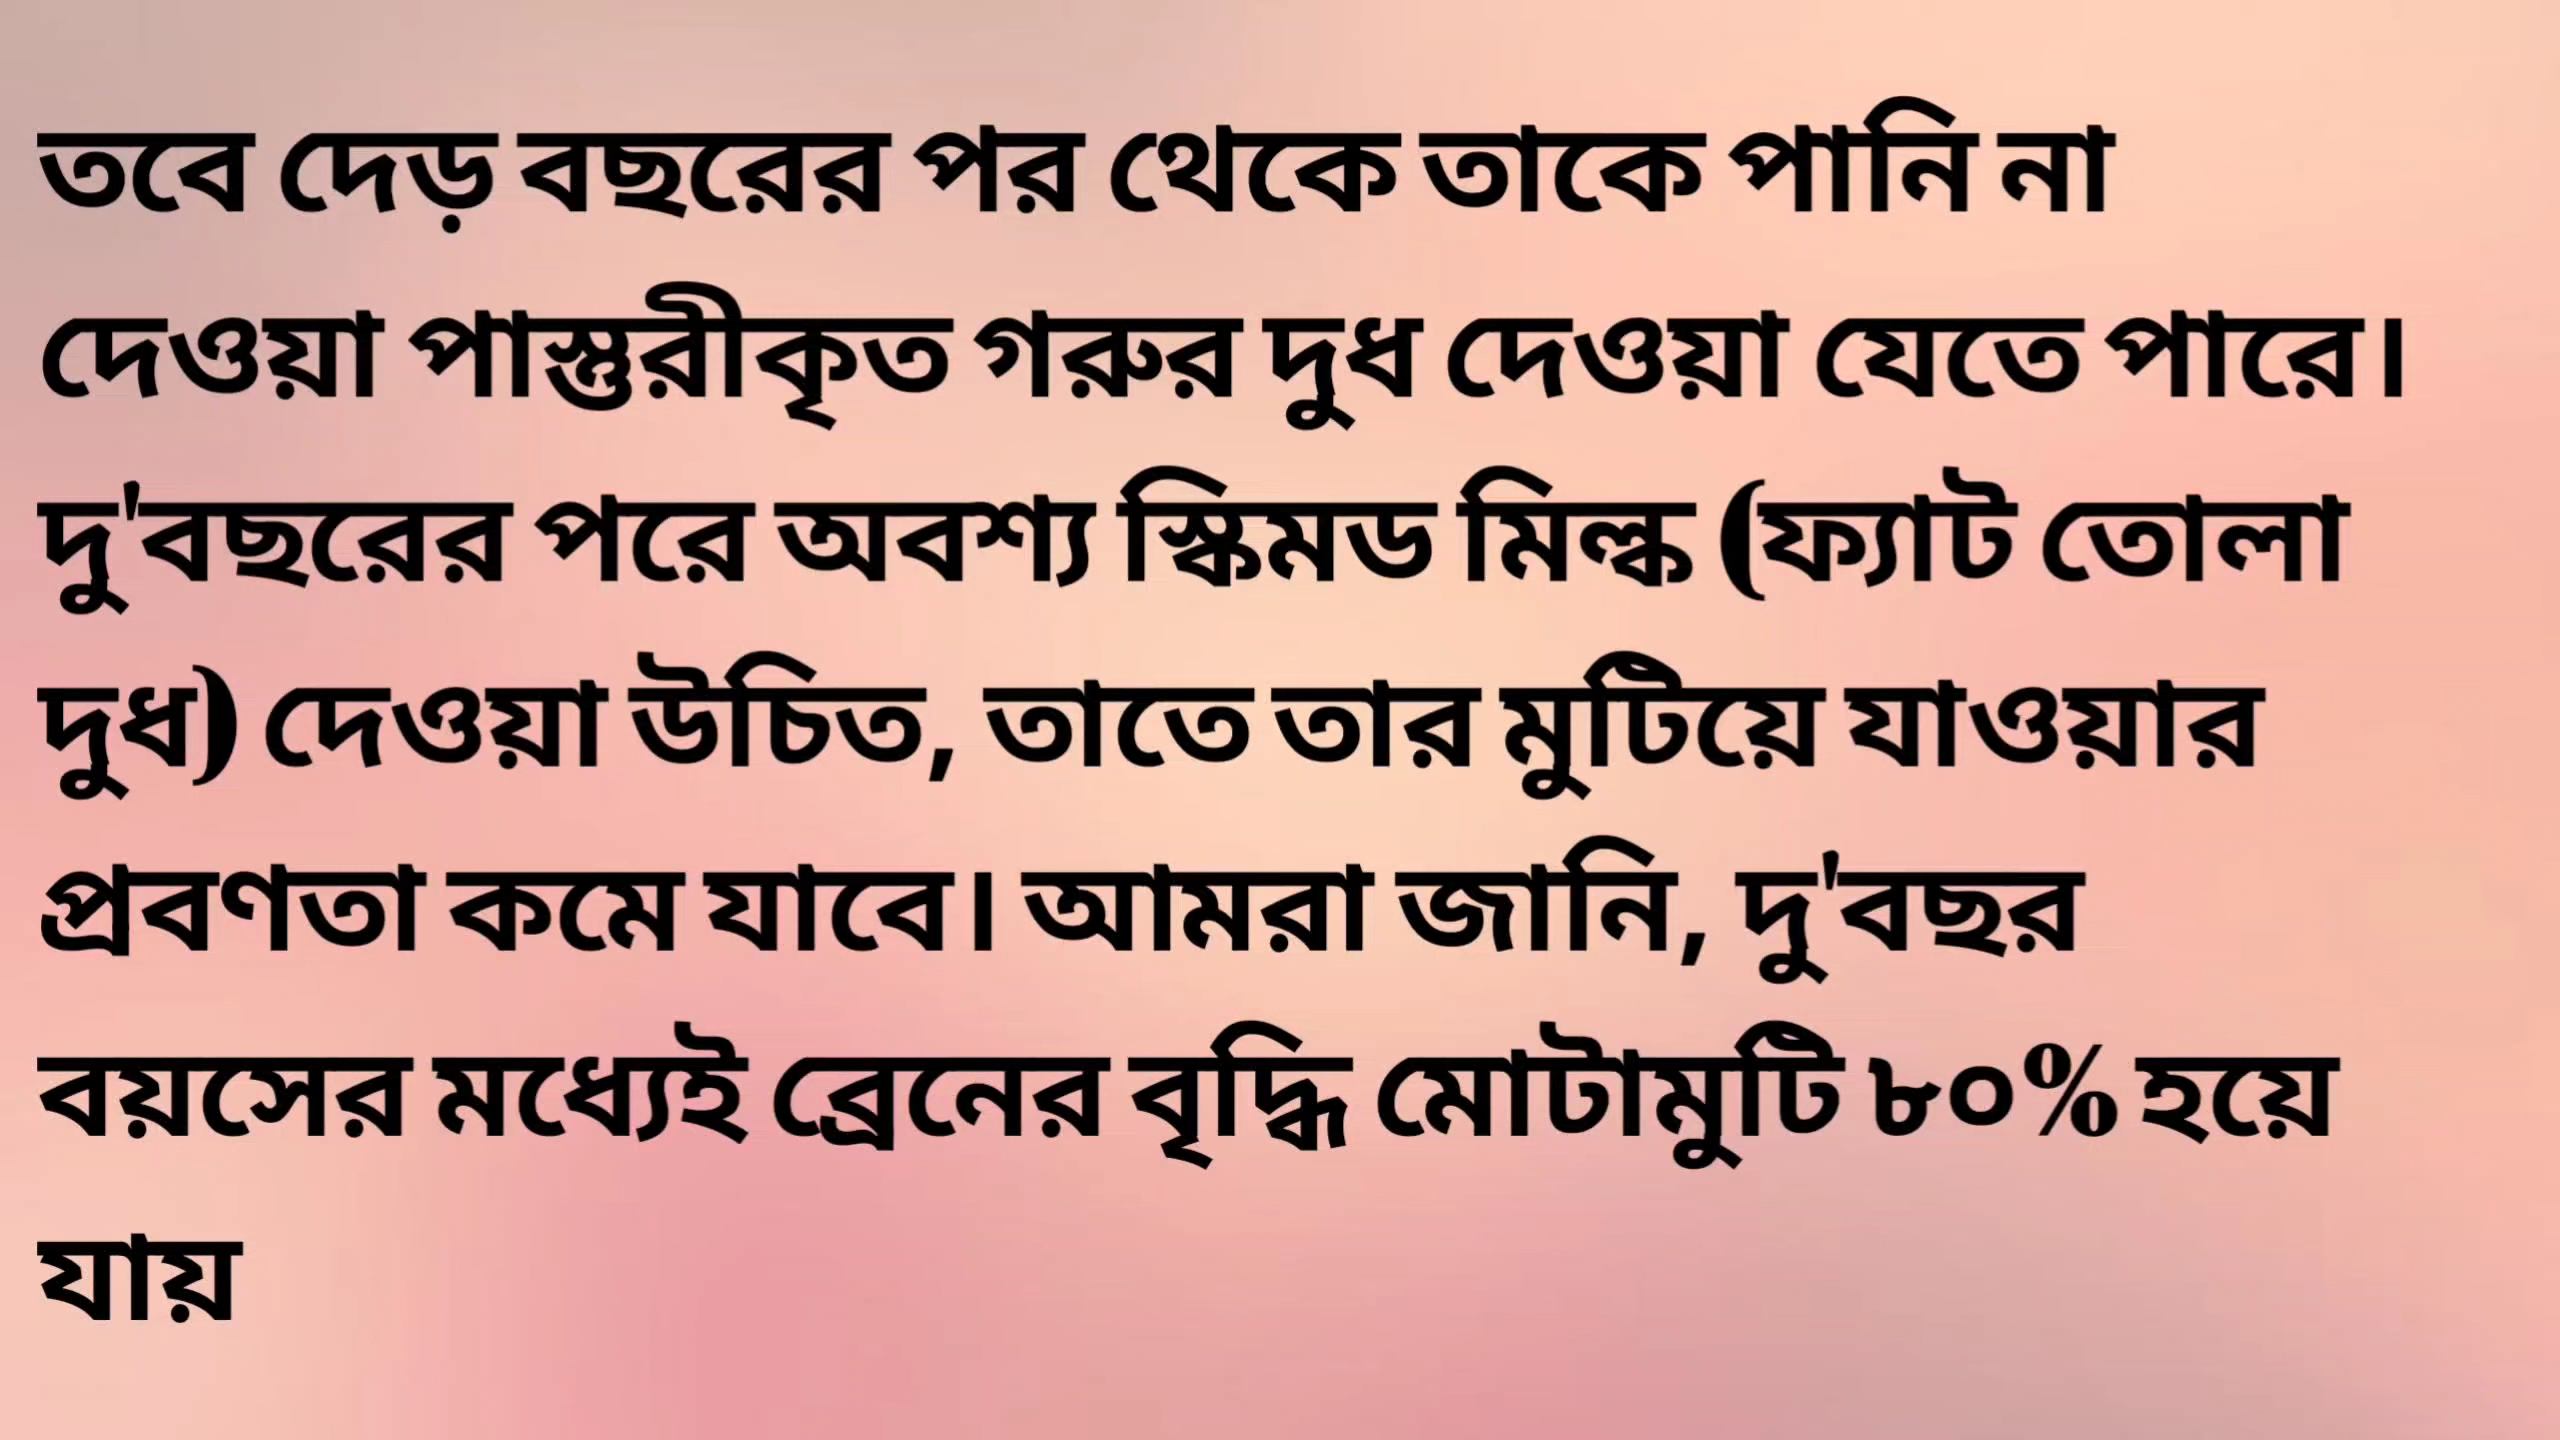 তবে দেড় বছরের পর থেকে তাকে পানি না
দেওয়া পাস্তুরীকৃত গরুর দুধ দেওয়া যেতে পারে।
দু'বছরের পরে অবশ্য স্কিমড মিল্ক (ফ্যাট তোলা
দুধ) দেওয়া উচিত, তাতে তার মুটিয়ে যাওয়ার
প্রবণতা কমে যাবে। আমরা জানি, দু'বছর
বয়সের মধ্যেই ব্রেনের বৃদ্ধি মোটামুটি ৮০% হয়ে
যায়